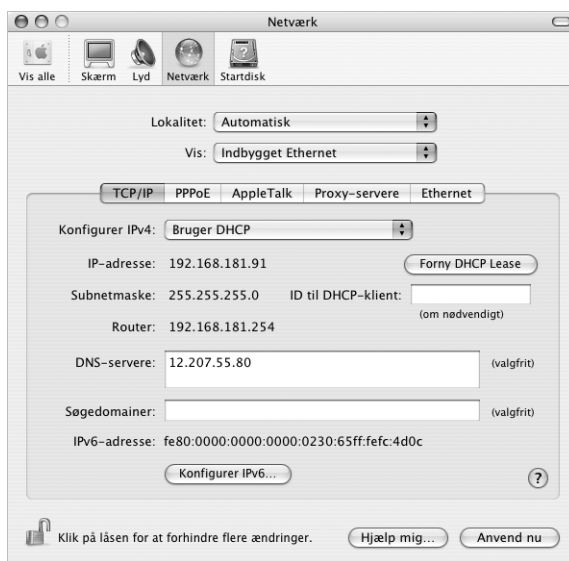 Netværk
Vis alle Skærm Lyd Netværk Startdisk
Lokalitet: Automatisk
Vis: Indbygget Ethernet
TCP/IP PPPoE AppleTalk Proxy-servere Ethernet
Konfigurer IPv4: Bruger DHCP
IP-adresse: 192.168.181.91 Forny DHCP Lease
Subnetmaske: 255.255.255.0 ID til DHCP-klient:
(om nødvendigt)
Router: 192.168.181.254
DNS-servere: 12.207.55.80 (valgfrit)
Søgedomainer: (valgfrit)
IPv6-adresse: fe80:0000:0000:0000:0230:65ff:fefc:4d0c
Konfigurer IPv6... ?
Klik på låsen for at forhindre flere ændringer. Hjælp mig... Anvend nu